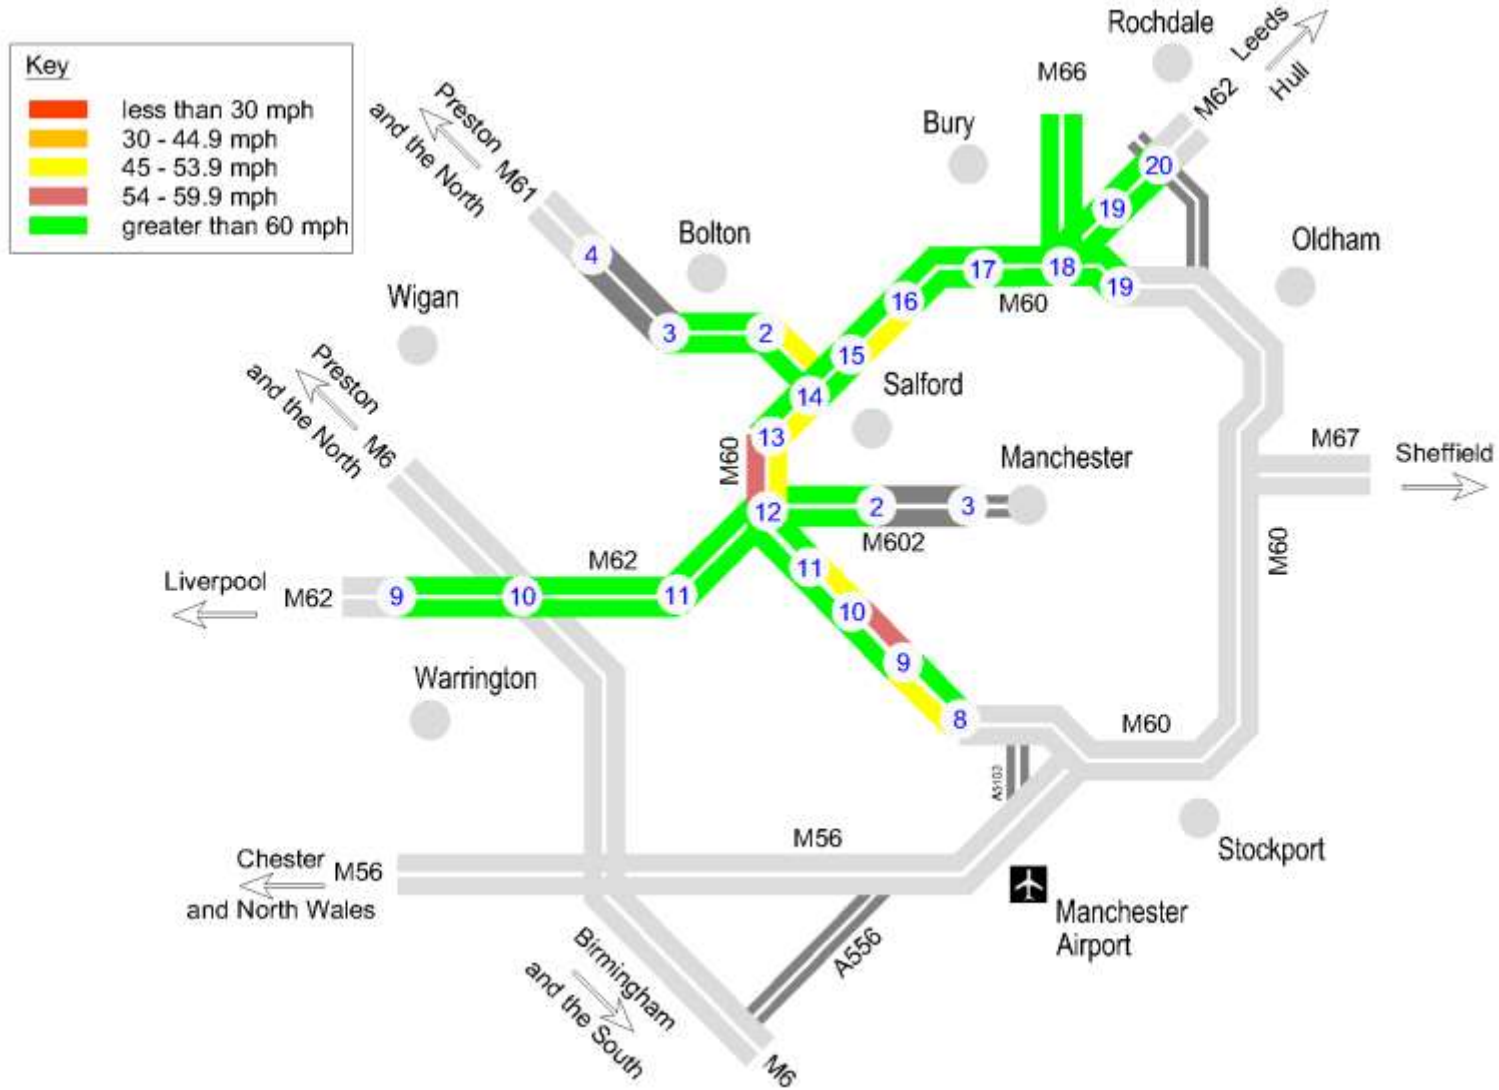 Key
less than 30 mph
30 - 44.9 mph
45 - 53.9 mph
54 - 59.9 mph
greater than 60 mph
Rochdale
Leeds
Hull
M62
M66
Bury
20
19
Preston
and the North
M61
Bolton
Oldham
4
18
17
19
16
M60
Wigan
3
2
15
Salford
14
Preston
and the North
M6
13
M60
M67
Sheffield
Manchester
12
2
3
M602
M60
M62
11
Liverpool
M62
9
10
11
10
9
Warrington
8
M60
A5103
Stockport
M56
Chester
M56
and North Wales
Manchester
Airport
A556
Birmingham
and the South
M6